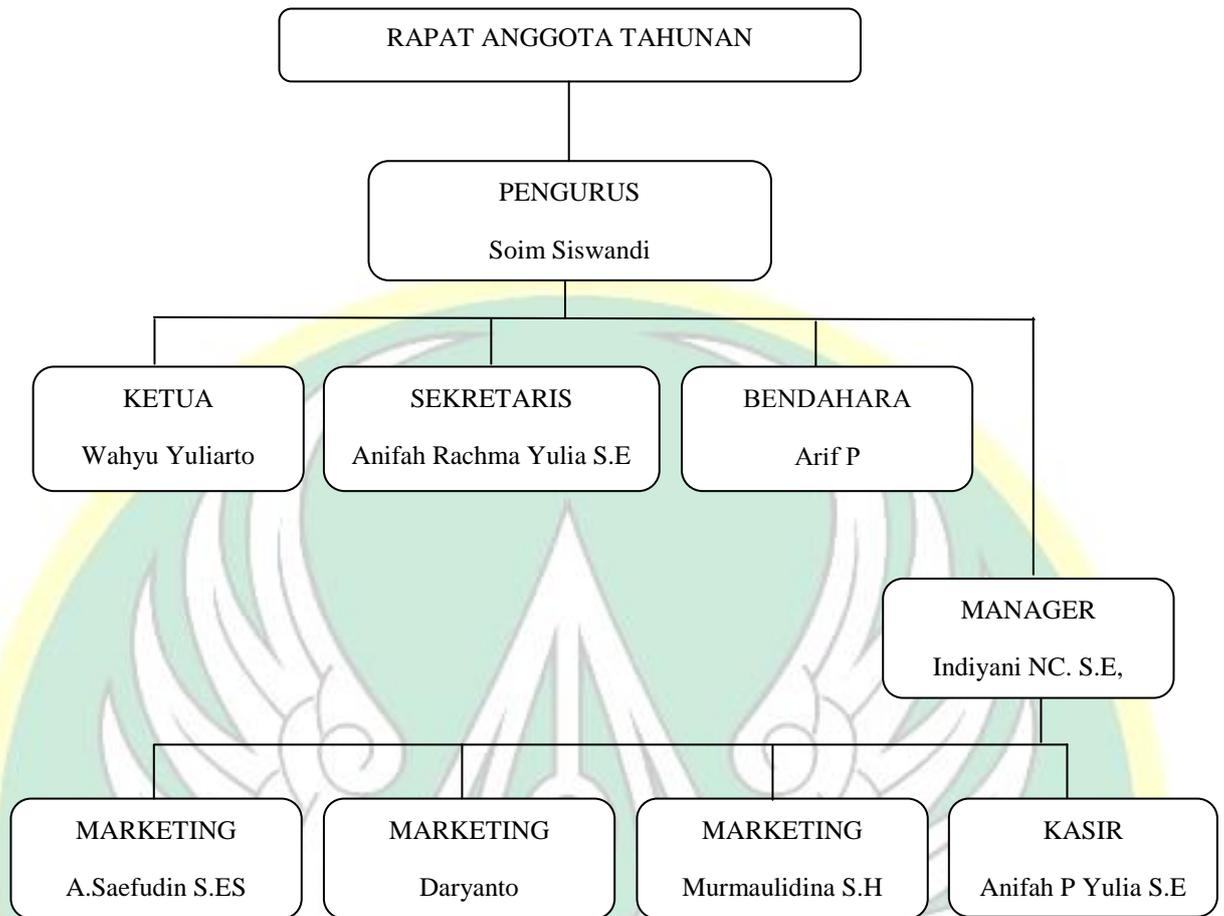 RAPAT ANGGOTA TAHUNAN
PENGURUS
Soim Siswandi
KETUA
Wahyu Yuliarto
SEKRETARIS
Anifah Rachma Yulia S.E
BENDAHARA
Arif P
MANAGER
Indiyani NC. S.E,
MARKETING
A.Saefudin S.ES
MARKETING
Daryanto
MARKETING
Murmaulidina S.H
KASIR
Anifah P Yulia S.E